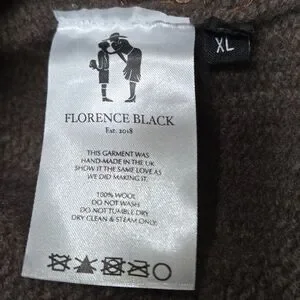 XL
FLORENCE BLACK
Est. 2018
THIS GARMENT WAS
HAND-MADE IN THE UK
SHOW IT THE SAME LOVE AS
WE DID MAKING IT.
100% WOOL
DO NOT WASH
DO NOT TUMBLE DRY
DRY CLEAN & STEAM ONLY.